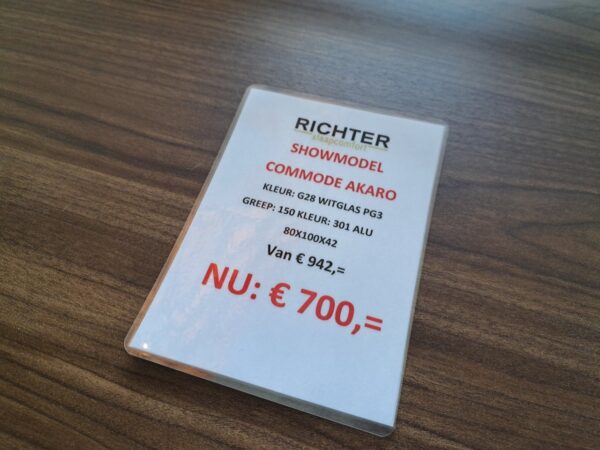 RICHTER
slaapcomfort
SHOWMODEL
COMMODE AKARO
KLEUR: G28 WITGLAS PG3
GREEP: 150 KLEUR: 301 ALU
80X100X42
Van € 942,=
NU: € 700,=